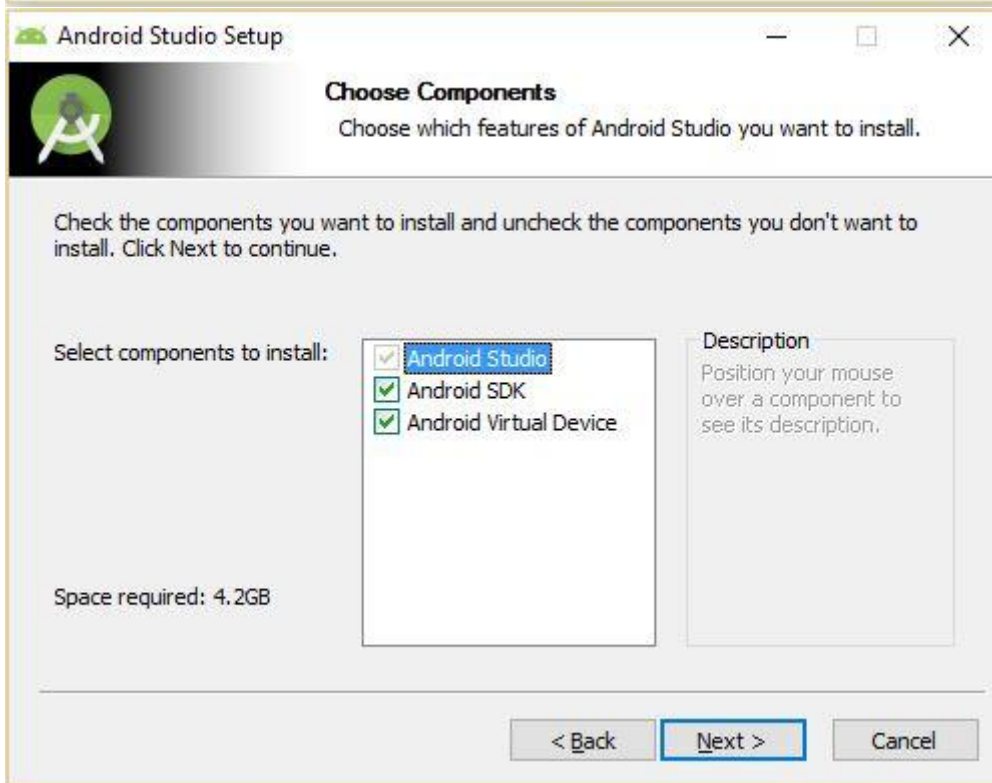 Android Studio Setup
Choose Components
Choose which features of Android Studio you want to install.
Check the components you want to install and uncheck the components you don't want to
install. Click Next to continue.
Select components to install:
Android Studio
Android SDK
Android Virtual Device
Description
Position your mouse
over a component to
see its description.
Space required: 4.2GB
< Back
Next >
Cancel